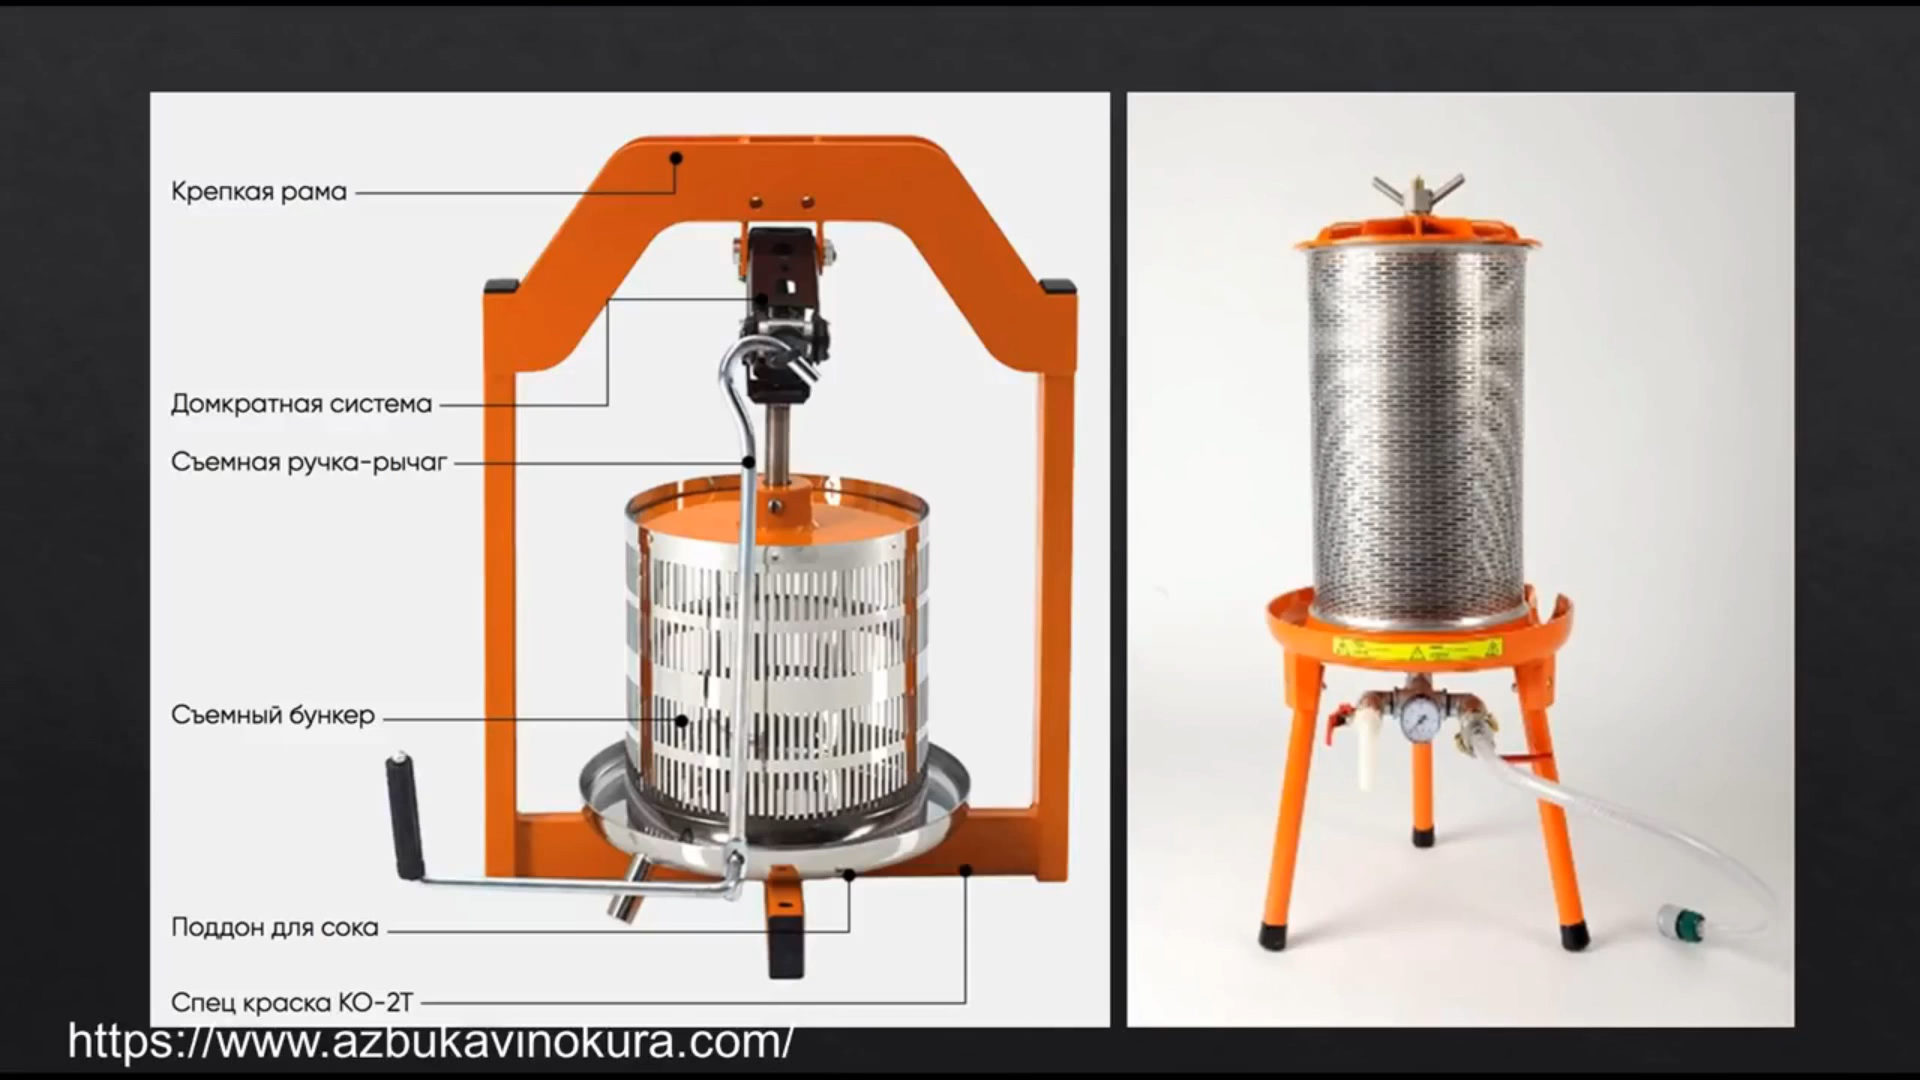 Крепкая рама
Домкратная система
Съемная ручка-рычаг
Съемный бункер
Поддон для сока
Спец краска КО-2Т
https://www.azbukavinokura.com/